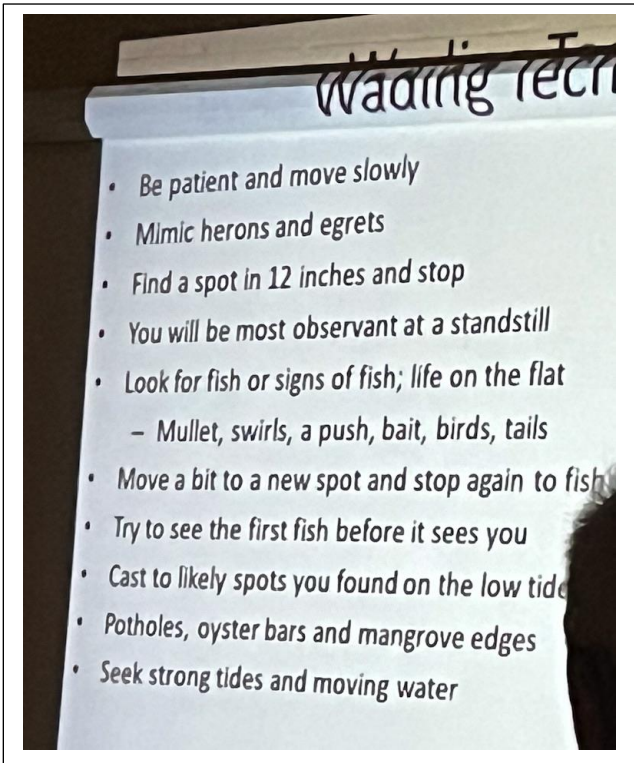 Wading Tech
• Be patient and move slowly
• Mimic herons and egrets
• Find a spot in 12 inches and stop
• You will be most observant at a standstill
• Look for fish or signs of fish; life on the flat
– Mullet, swirls, a push, bait, birds, tails
• Move a bit to a new spot and stop again to fish
• Try to see the first fish before it sees you
• Cast to likely spots you found on the low tide
• Potholes, oyster bars and mangrove edges
• Seek strong tides and moving water